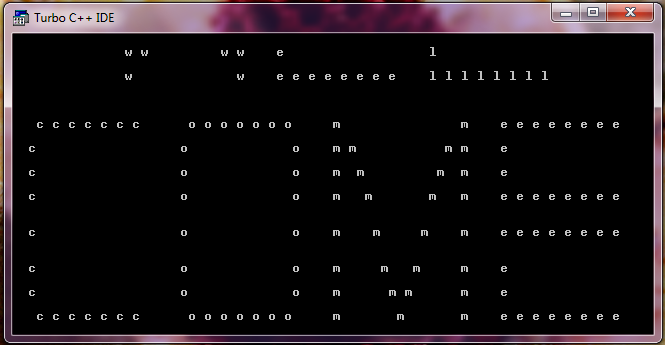 Turbo C++ IDE
w w w w e l
w w e e e e e e e e l l l l l l l l
c c c c c c c o o o o o o o m m e e e e e e e e
c o o m m m m e
c o o m m m m e
c o o m m m m e e e e e e e e
c o o m m m m e e e e e e e e
c o o m m m m e
c o o m m m m e
c c c c c c c o o o o o o o m m m e e e e e e e e